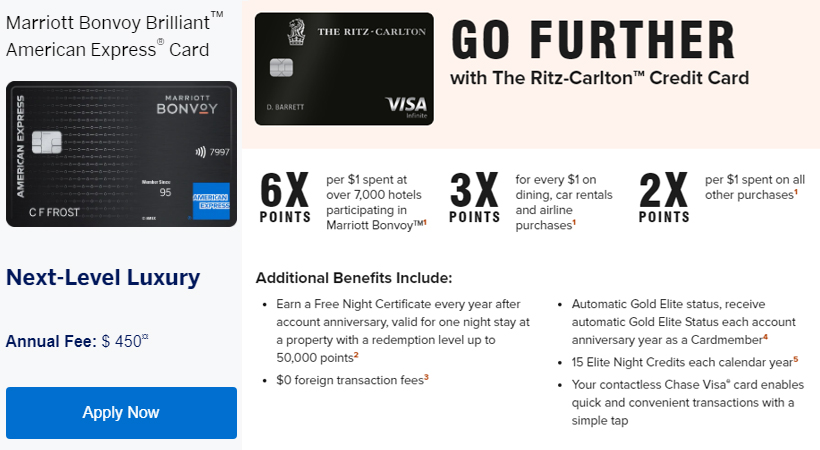 Marriott Bonvoy Brilliant™
American Express® Card
AMERICAN EXPRESS
MARRIOTT
BONVOY
7997
Member Since
95
AMERICAN
EXPRESS
C F FROST
Next-Level Luxury
Annual Fee: $ 450¤
Apply Now
THE RITZ-CARLTON
D. BARRETT
VISA
Infinite
GO FURTHER
with The Ritz-Carlton™ Credit Card
6X
POINTS
per $1 spent at
over 7,000 hotels
participating in
Marriott Bonvoy™¹
3X
POINTS
for every $1 on
dining, car rentals
and airline
purchases¹
2X
POINTS
per $1 spent on all
other purchases¹
Additional Benefits Include:
• Earn a Free Night Certificate every year after
account anniversary, valid for one night stay at
a property with a redemption level up to
50,000 points²
• $0 foreign transaction fees³
• Automatic Gold Elite status, receive
automatic Gold Elite Status each account
anniversary year as a Cardmember⁴
• 15 Elite Night Credits each calendar year⁵
• Your contactless Chase Visa® card enables
quick and convenient transactions with a
simple tap